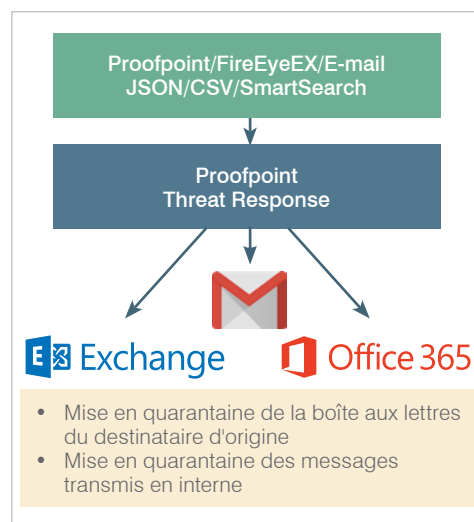 Proofpoint/FireEyeEX/E-mail
JSON/CSV/SmartSearch
Proofpoint
Threat Response
Exchange
Office 365
• Mise en quarantaine de la boîte aux lettres
du destinataire d'origine
• Mise en quarantaine des messages
transmis en interne